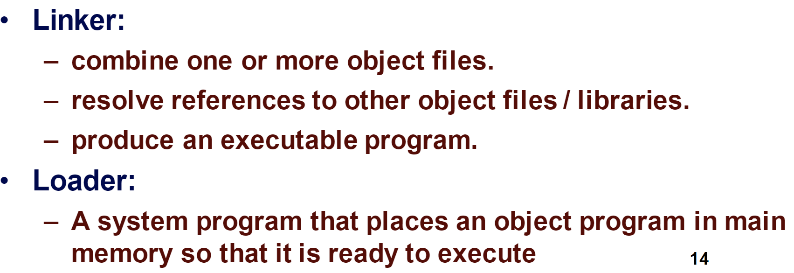 • Linker:
– combine one or more object files.
– resolve references to other object files / libraries.
– produce an executable program.
• Loader:
– A system program that places an object program in main
memory so that it is ready to execute
14